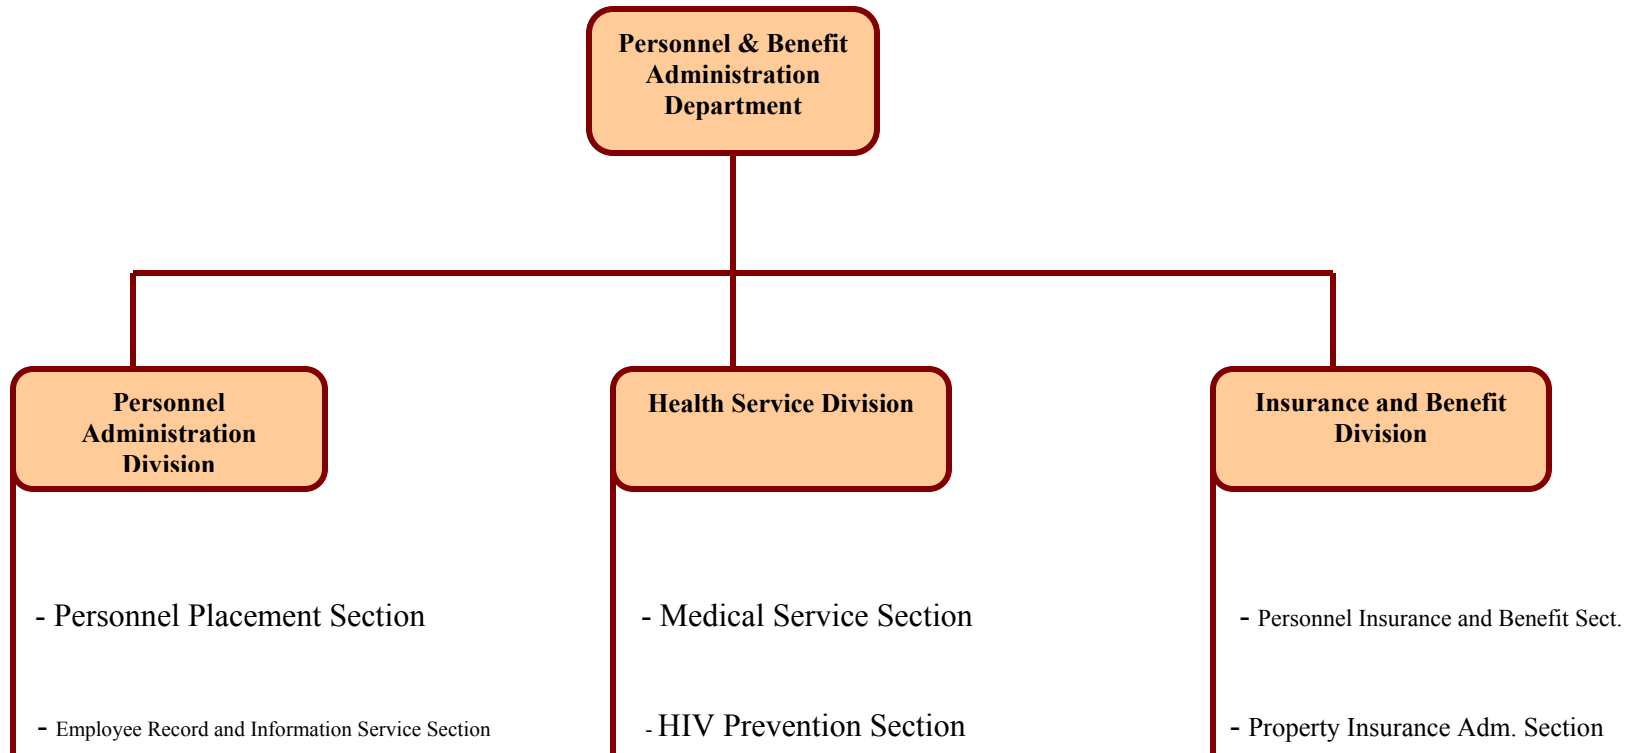 Personnel & Benefit
Administration
Department
Personnel
Administration
Division
Health Service Division
Insurance and Benefit
Division
- Personnel Placement Section
- Medical Service Section
- Personnel Insurance and Benefit Sect.
- Employee Record and Information Service Section
- HIV Prevention Section
- Property Insurance Adm. Section